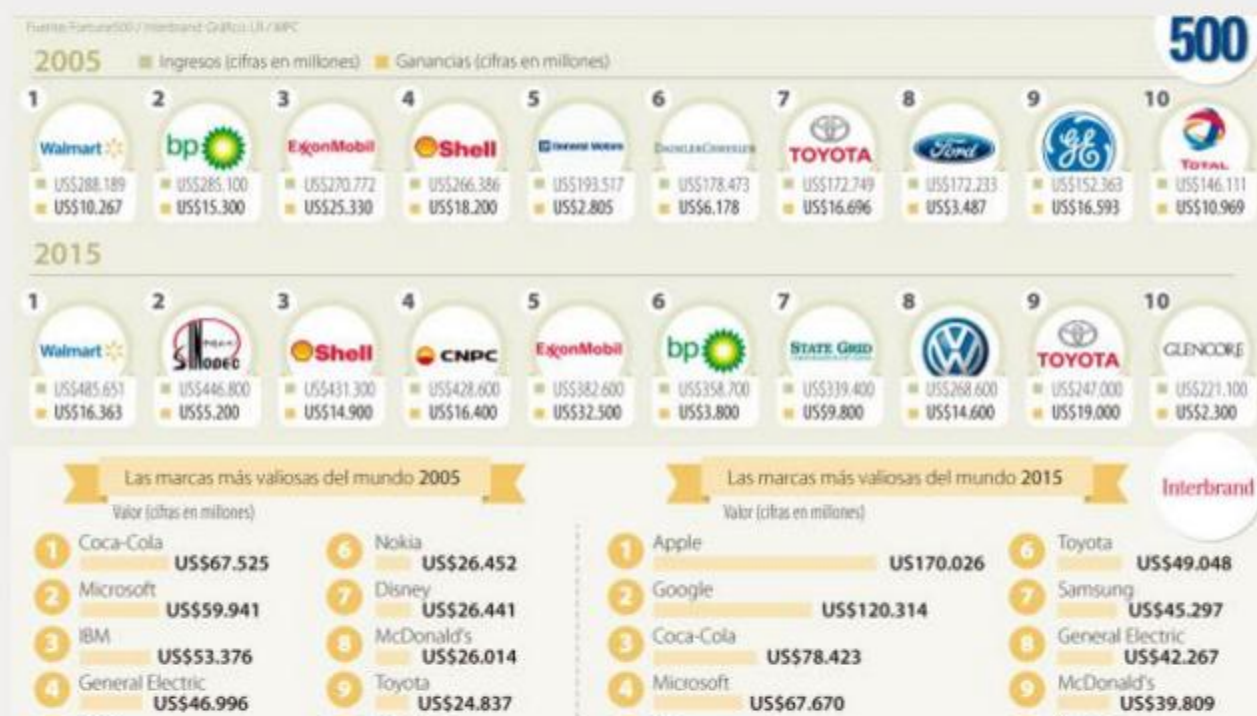 Fuente: Fortune500 / Interbrand Gráfico: LR / MPC
500
2005 Ingresos (cifras en millones) Ganancias (cifras en millones)
1 2 3 4 5 6 7 8 9 10
Walmart bp ExxonMobil Shell General Motors DAIMLERCHRYSLER TOYOTA Ford GE TOTAL
US$288.189 US$285.100 US$270.772 US$266.386 US$193.517 US$178.473 US$172.749 US$172.233 US$152.363 US$146.111
US$10.267 US$15.300 US$25.330 US$18.200 US$2.805 US$6.178 US$16.696 US$3.487 US$16.593 US$10.969
2015
1 2 3 4 5 6 7 8 9 10
Walmart SINOPEC Shell CNPC ExxonMobil bp STATE GRID VW TOYOTA GLENCORE
US$485.651 US$446.800 US$431.300 US$428.600 US$382.600 US$358.700 US$339.400 US$268.600 US$247.000 US$221.100
US$16.363 US$5.200 US$14.900 US$16.400 US$32.500 US$3.800 US$9.800 US$14.600 US$19.000 US$2.300
Las marcas más valiosas del mundo 2005
Valor (cifras en millones)
1 Coca-Cola
US$67.525
2 Microsoft
US$59.941
3 IBM
US$53.376
4 General Electric
US$46.996
6 Nokia
US$26.452
7 Disney
US$26.441
8 McDonald's
US$26.014
9 Toyota
US$24.837
Las marcas más valiosas del mundo 2015
Interbrand
Valor (cifras en millones)
1 Apple
US170.026
2 Google
US$120.314
3 Coca-Cola
US$78.423
4 Microsoft
US$67.670
6 Toyota
US$49.048
7 Samsung
US$45.297
8 General Electric
US$42.267
9 McDonald's
US$39.809